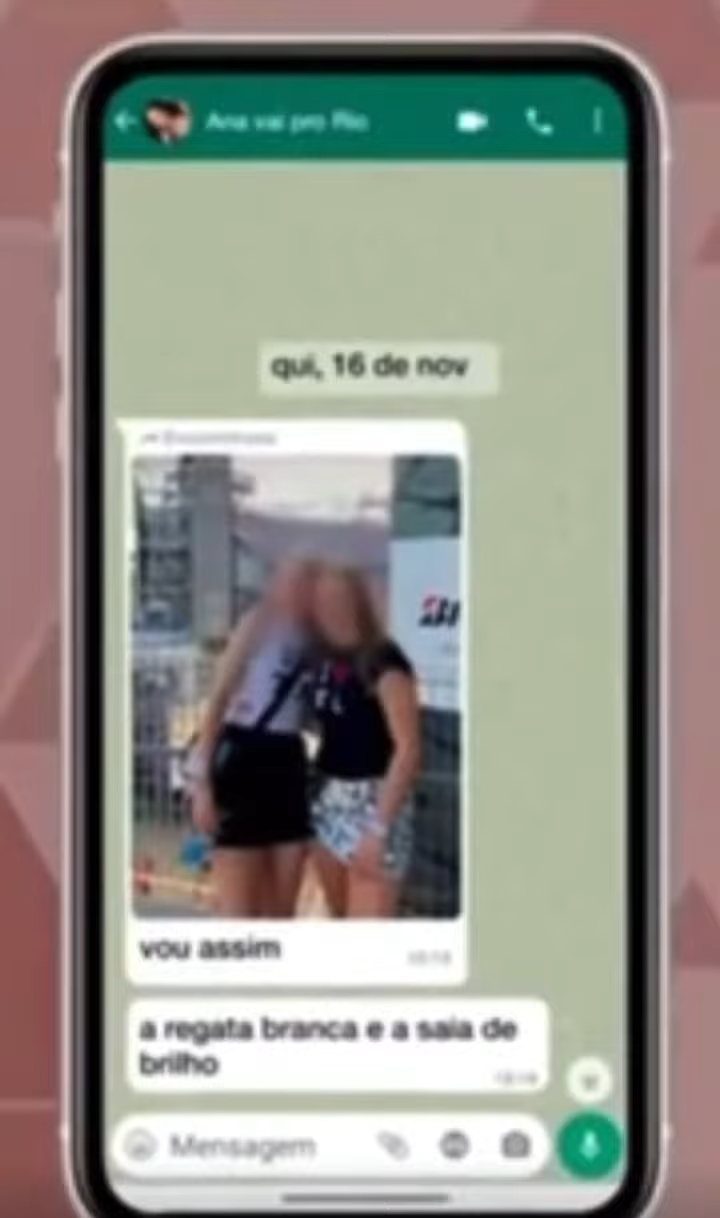 Ana vai pro Rio
qui, 16 de nov
vou assim
a regata branca e a saia de
brilho
Mensagem